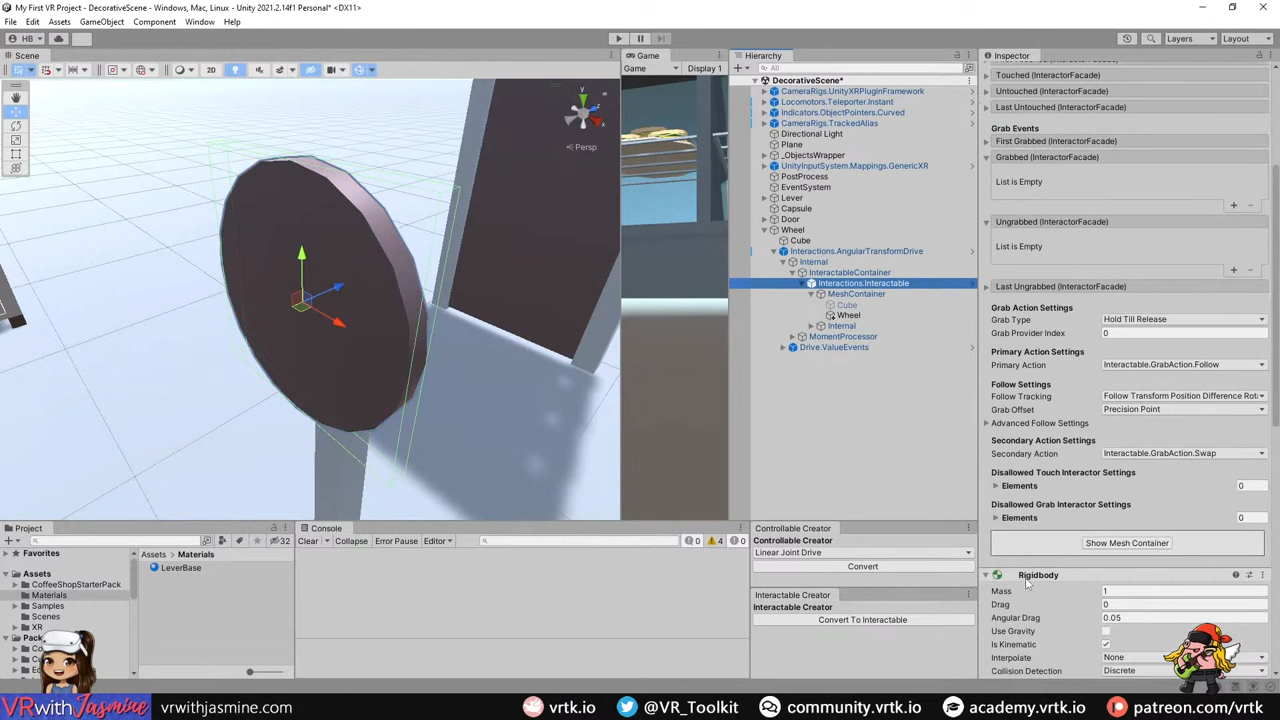 My First VR Project - DecorativeScene - Windows, Mac, Linux - Unity 2021.2.14f1 Personal* <DX11>
File Edit Assets GameObject Component Window Help
HB
Layers
Layout
Scene
Game
Hierarchy
Inspector
2D
Game
Display 1
All
y
z
x
Persp
DecorativeScene*
CameraRigs.UnityXRPluginFramework
Locomotors.Teleporter.Instant
Indicators.ObjectPointers.Curved
CameraRigs.TrackedAlias
Directional Light
Plane
_ObjectsWrapper
UnityInputSystem.Mappings.GenericXR
PostProcess
EventSystem
Lever
Capsule
Door
Wheel
Cube
Interactions.AngularTransformDrive
Internal
InteractableContainer
Interactions.Interactable
MeshContainer
Cube
Wheel
Internal
MomentProcessor
Drive.ValueEvents
Touched (InteractorFacade)
Untouched (InteractorFacade)
Last Untouched (InteractorFacade)
Grab Events
First Grabbed (InteractorFacade)
Grabbed (InteractorFacade)
List is Empty
Ungrabbed (InteractorFacade)
List is Empty
Last Ungrabbed (InteractorFacade)
Grab Action Settings
Grab Type Hold Till Release
Grab Provider Index 0
Primary Action Settings
Primary Action Interactable.GrabAction.Follow
Follow Settings
Follow Tracking Follow Transform Position Difference Rota
Grab Offset Precision Point
Advanced Follow Settings
Secondary Action Settings
Secondary Action Interactable.GrabAction.Swap
Disallowed Touch Interactor Settings
Elements 0
Disallowed Grab Interactor Settings
Elements 0
Show Mesh Container
Rigidbody
Mass 1
Drag 0
Angular Drag 0.05
Use Gravity
Is Kinematic
Interpolate None
Collision Detection Discrete
Project
32
Favorites
Assets
CoffeeShopStarterPack
Materials
Samples
Scenes
XR
Assets Materials
LeverBase
Console
Clear Collapse Error Pause Editor
0 4 0
Controllable Creator
Controllable Creator
Linear Joint Drive
Convert
Interactable Creator
Interactable Creator
Convert To Interactable
VRwithJasmine vrwithjasmine.com vrtk.io @VR_Toolkit community.vrtk.io academy.vrtk.io patreon.com/vrtk